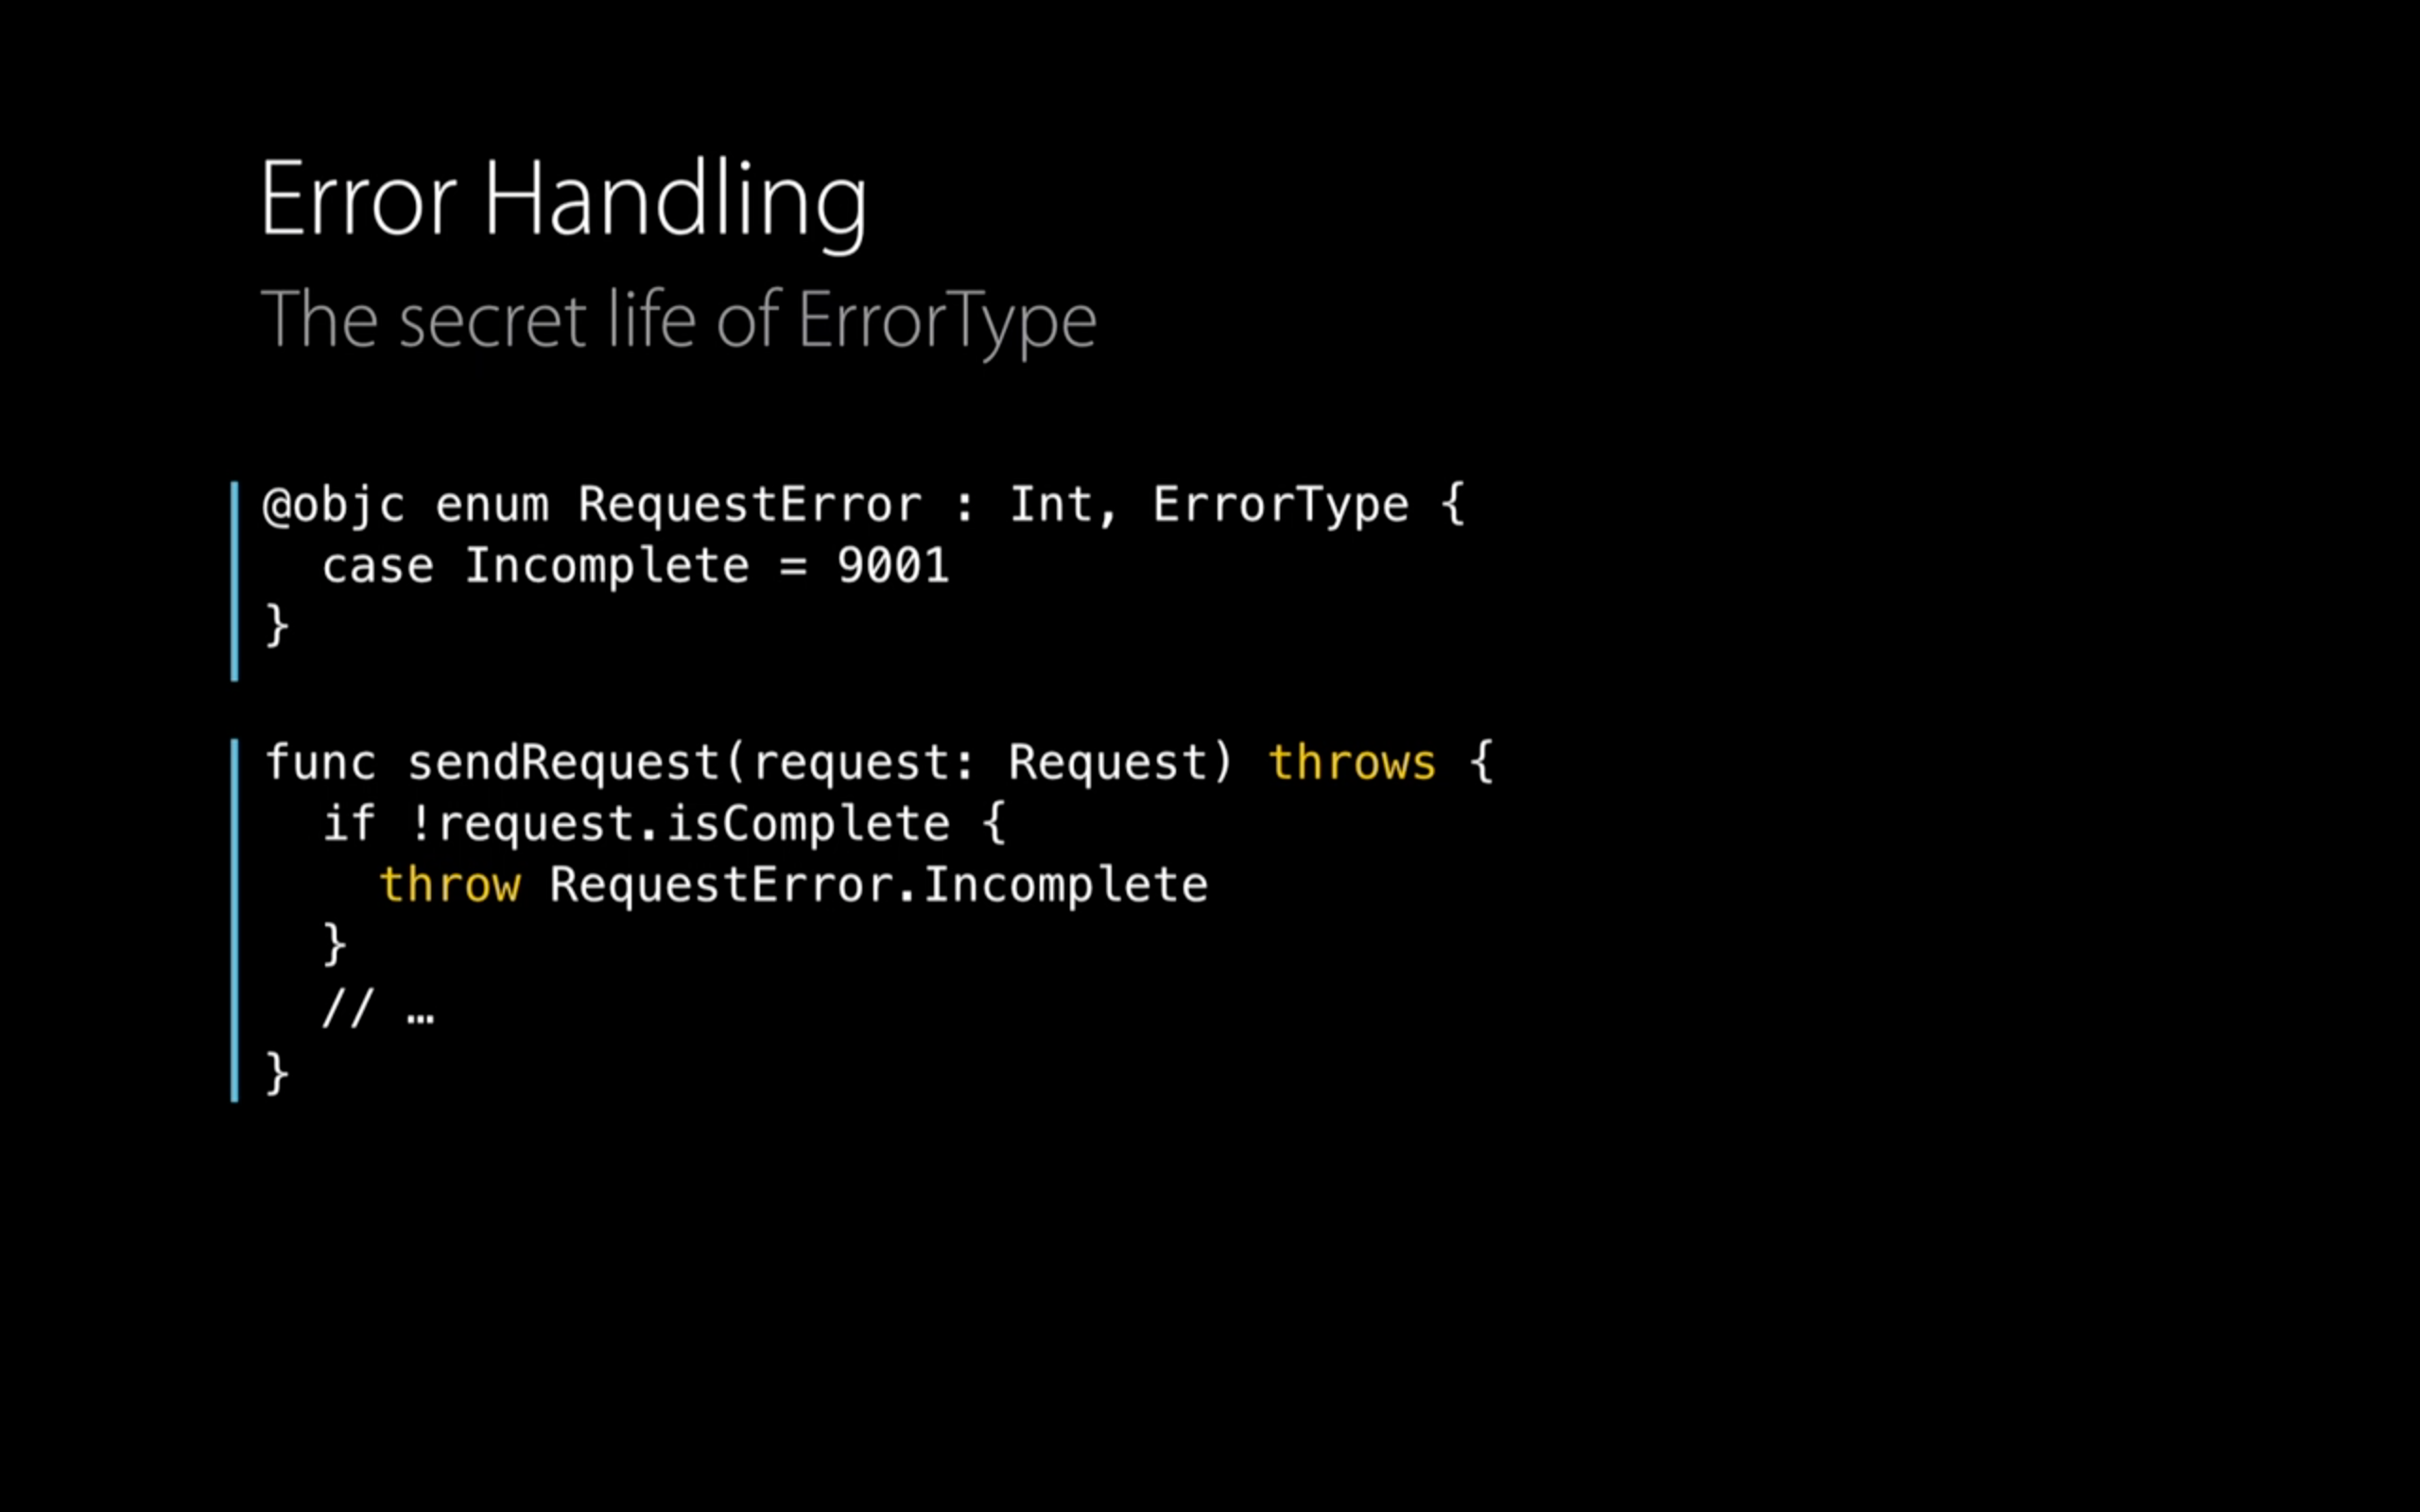 Error Handling
The secret life of ErrorType
@objc enum RequestError : Int, ErrorType {
  case Incomplete = 9001
}
func sendRequest(request: Request) throws {
  if !request.isComplete {
    throw RequestError.Incomplete
  }
  // …
}